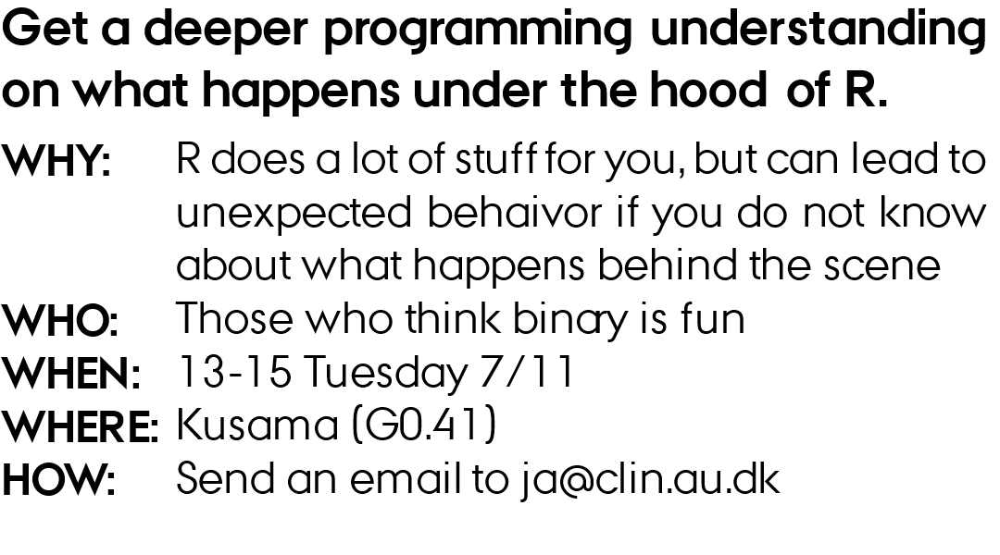 Get a deeper programming understanding
on what happens under the hood of R.
WHY: R does a lot of stuff for you, but can lead to
unexpected behaivor if you do not know
about what happens behind the scene
WHO: Those who think binary is fun
WHEN: 13-15 Tuesday 7/11
WHERE: Kusama (G0.41)
HOW: Send an email to ja@clin.au.dk